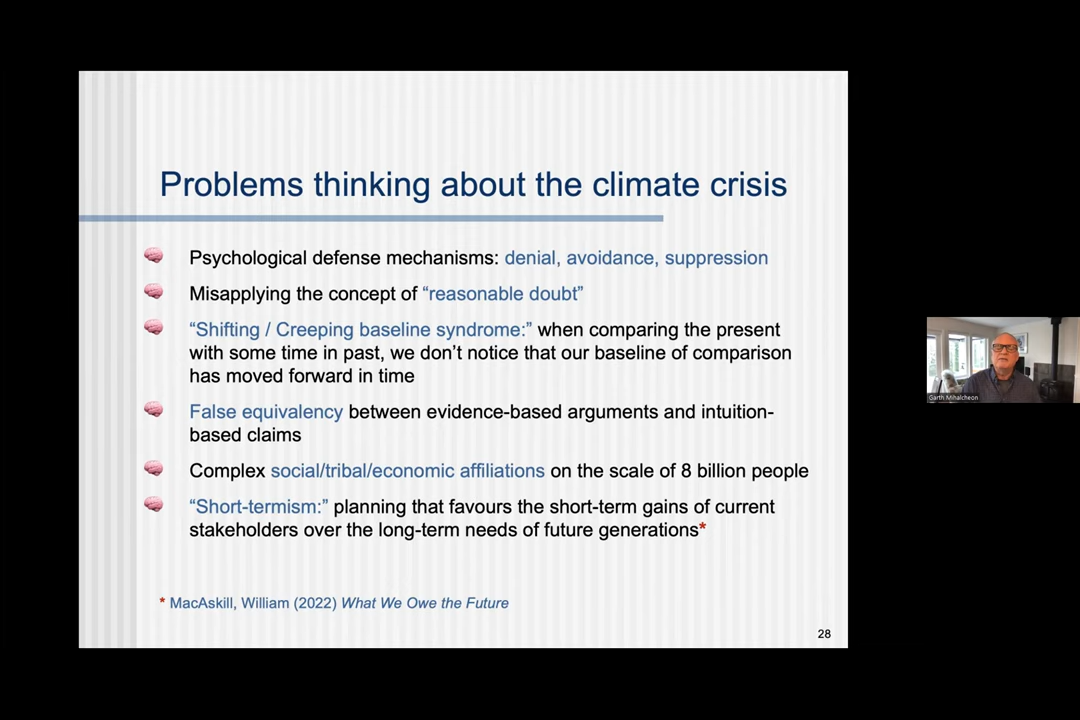 Problems thinking about the climate crisis
Psychological defense mechanisms: denial, avoidance, suppression
Misapplying the concept of “reasonable doubt”
“Shifting / Creeping baseline syndrome:” when comparing the present
with some time in past, we don’t notice that our baseline of comparison
has moved forward in time
False equivalency between evidence-based arguments and intuition-
based claims
Complex social/tribal/economic affiliations on the scale of 8 billion people
“Short-termism:” planning that favours the short-term gains of current
stakeholders over the long-term needs of future generations*
* MacAskill, William (2022) What We Owe the Future
28
Garth Mihalcheon